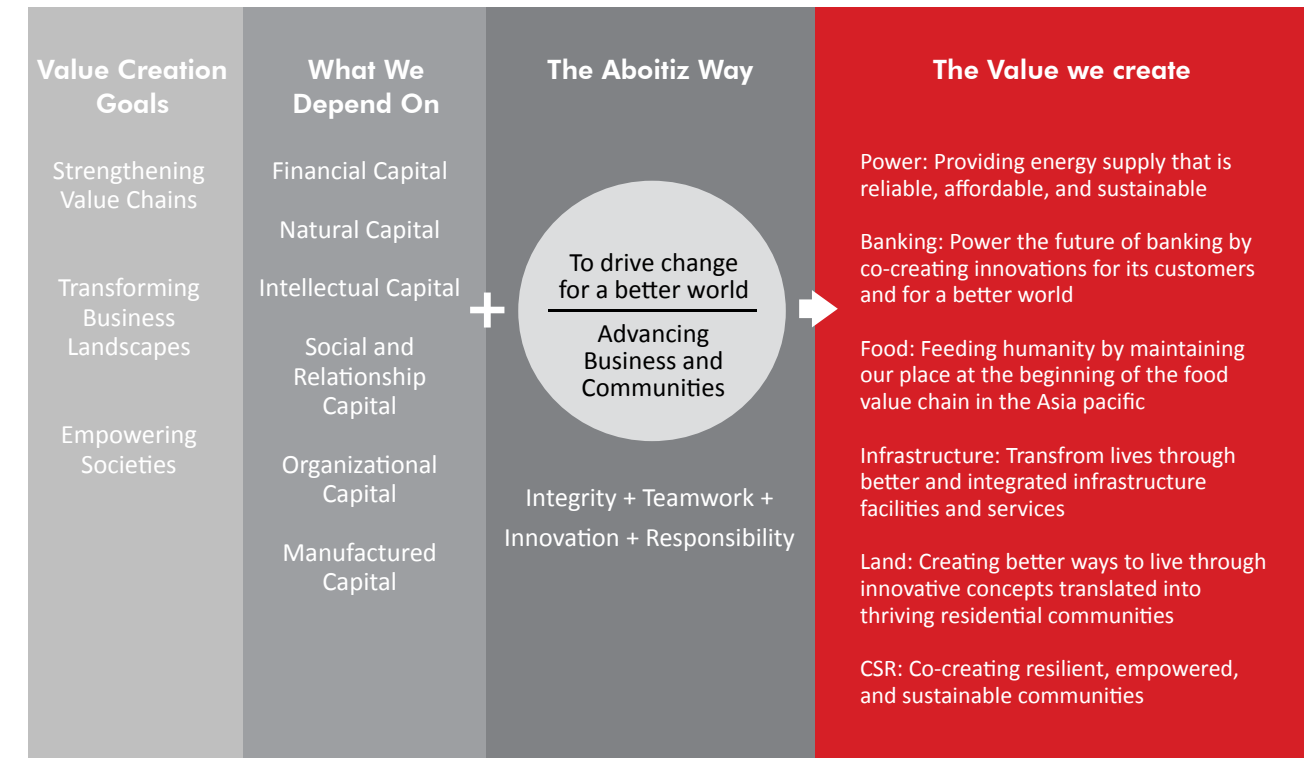 Value Creation
Goals
Strengthening
Value Chains
Transforming
Business
Landscapes
Empowering
Societies
What We
Depend On
Financial Capital
Natural Capital
Intellectual Capital
Social and
Relationship
Capital
Organizational
Capital
Manufactured
Capital
+
The Aboitiz Way
To drive change
for a better world
Advancing
Business and
Communities
Integrity + Teamwork +
Innovation + Responsibility
The Value we create
Power: Providing energy supply that is
reliable, affordable, and sustainable
Banking: Power the future of banking by
co-creating innovations for its customers
and for a better world
Food: Feeding humanity by maintaining
our place at the beginning of the food
value chain in the Asia pacific
Infrastructure: Transfrom lives through
better and integrated infrastructure
facilities and services
Land: Creating better ways to live through
innovative concepts translated into
thriving residential communities
CSR: Co-creating resilient, empowered,
and sustainable communities